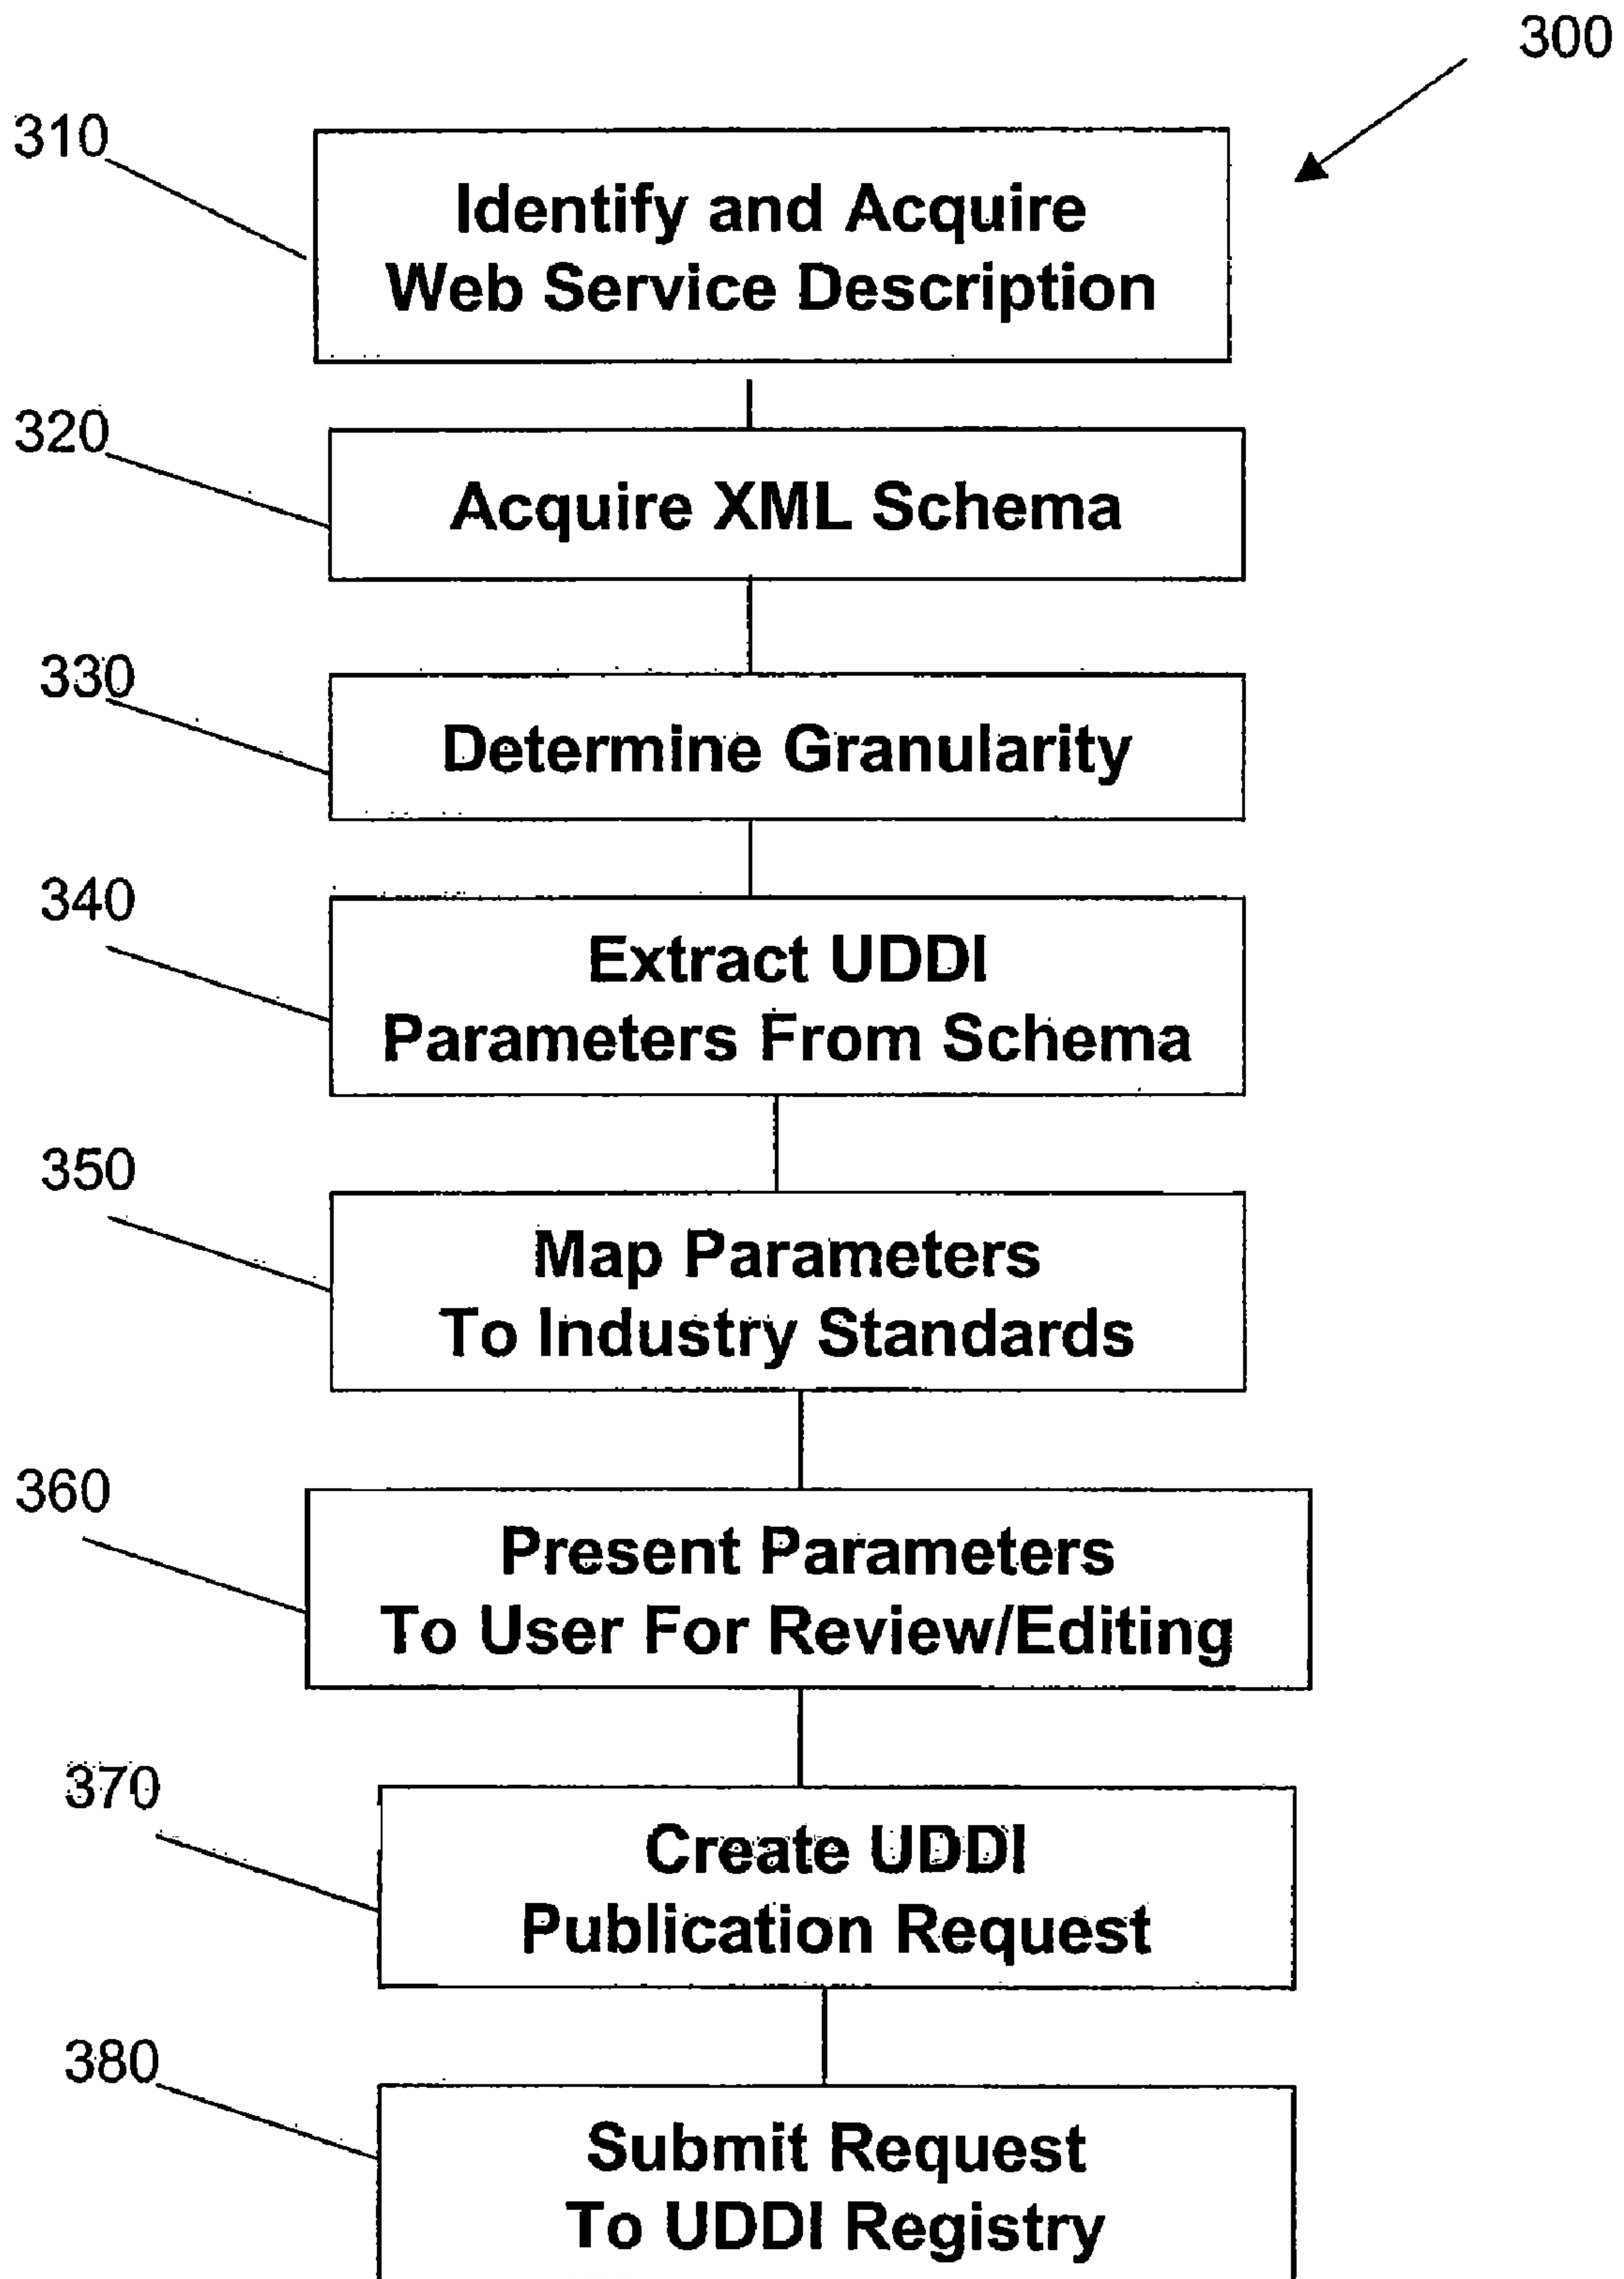 300
310
Identify and Acquire
Web Service Description
320
Acquire XML Schema
330
Determine Granularity
340
Extract UDDI
Parameters From Schema
350
Map Parameters
To Industry Standards
360
Present Parameters
To User For Review/Editing
370
Create UDDI
Publication Request
380
Submit Request
To UDDI Registry